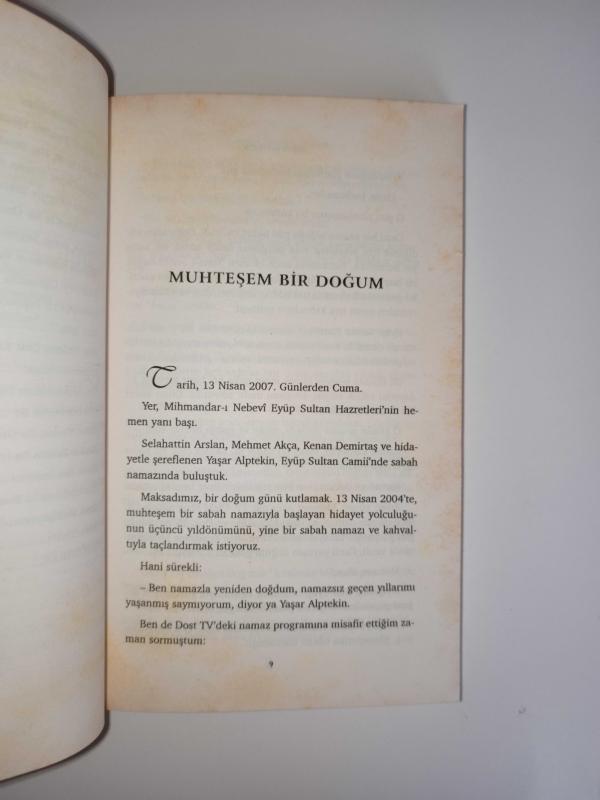 MUHTEŞEM BİR DOĞUM
Tarih, 13 Nisan 2007. Günlerden Cuma.
Yer, Mihmandar-ı Nebevî Eyüp Sultan Hazretleri'nin he-
men yanı başı.
Selahattin Arslan, Mehmet Akça, Kenan Demirtaş ve hida-
yetle şereflenen Yaşar Alptekin, Eyüp Sultan Camii'nde sabah
namazında buluştuk.
Maksadımız, bir doğum günü kutlamak. 13 Nisan 2004'te,
muhteşem bir sabah namazıyla başlayan hidayet yolculuğu-
nun üçüncü yıldönümünü, yine bir sabah namazı ve kahval-
tıyla taçlandırmak istiyoruz.
Hani sürekli:
– Ben namazla yeniden doğdum, namazsız geçen yıllarımı
yaşanmış saymıyorum, diyor ya Yaşar Alptekin.
Ben de Dost TV'deki namaz programına misafir ettiğim za-
man sormuştum:
9